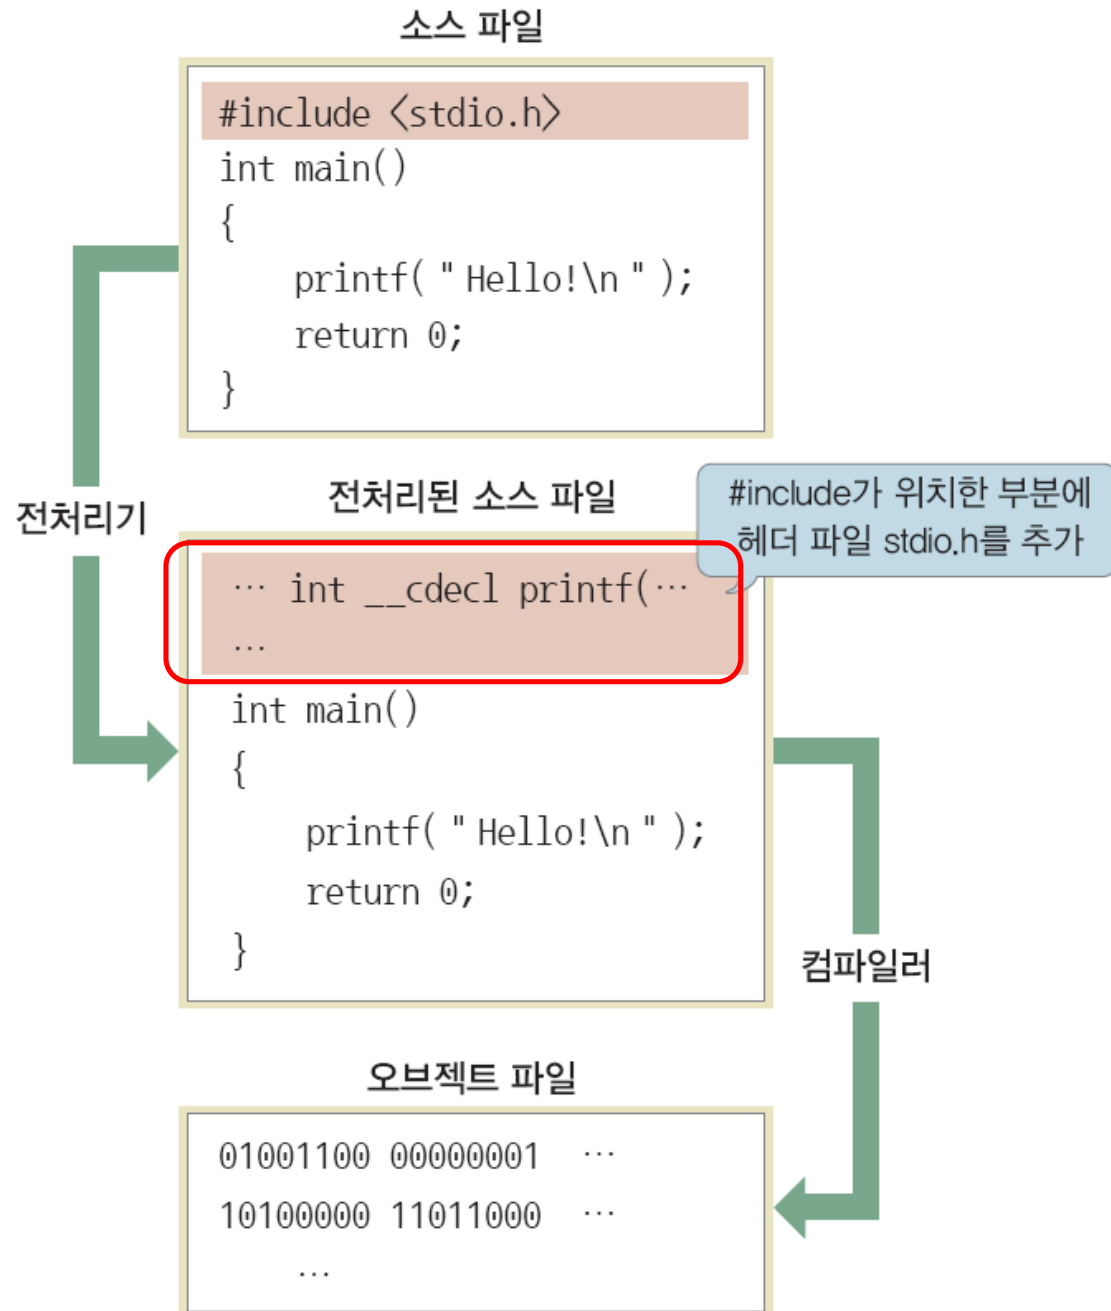 소스 파일
#include <stdio.h>
int main()
{
printf( " Hello!\n " );
return 0;
}
전처리기
전처리된 소스 파일
#include가 위치한 부분에
헤더 파일 stdio.h를 추가
… int __cdecl printf(…
…
int main()
{
printf( " Hello!\n " );
return 0;
}
컴파일러
오브젝트 파일
01001100 00000001 …
10100000 11011000 …
…